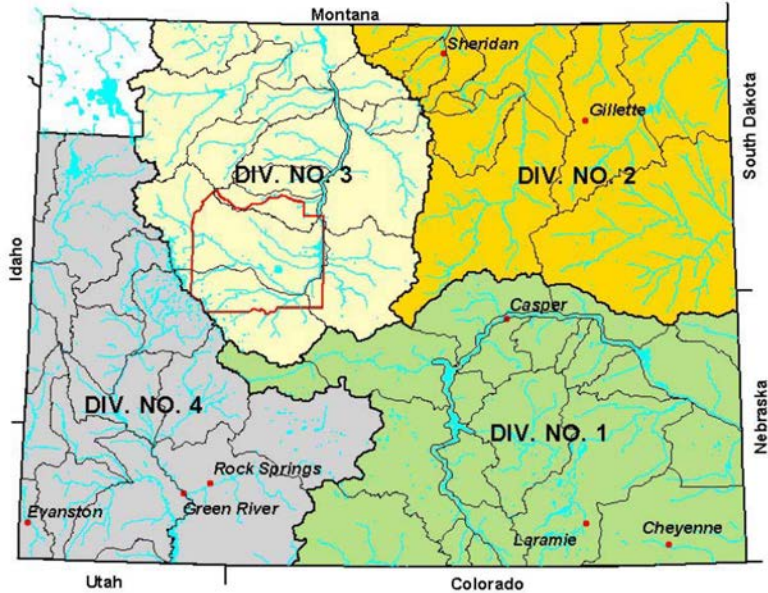 Montana
Sheridan
Gillette
South Dakota
DIV. NO. 3
DIV. NO. 2
Idaho
Casper
DIV. NO. 4
DIV. NO. 1
Nebraska
Rock Springs
Green River
Evanston
Laramie
Cheyenne
Utah
Colorado